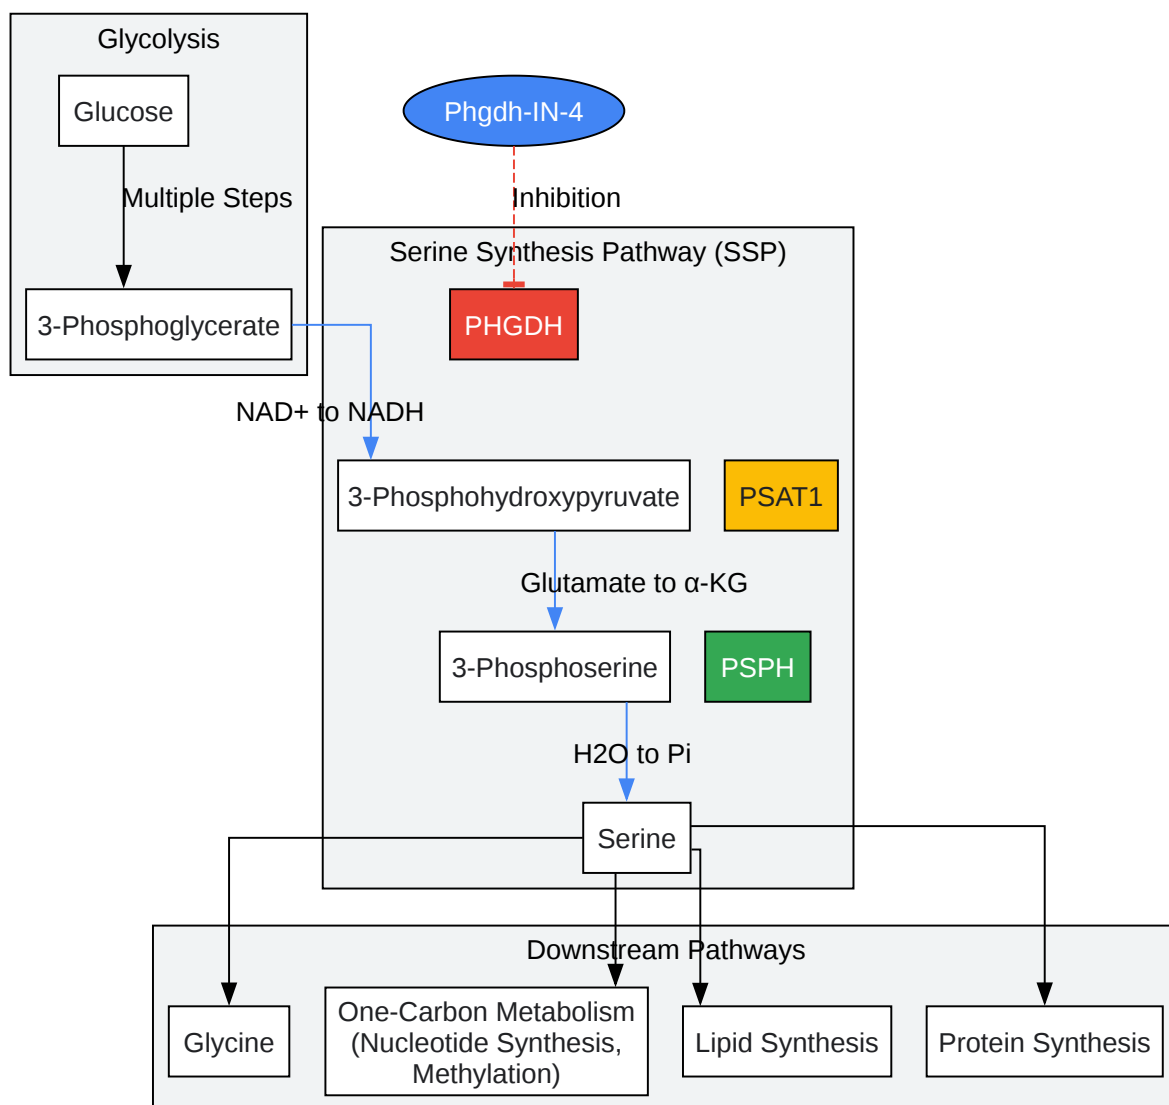 Glycolysis
Glucose
Phgdh-IN-4
Multiple Steps
Inhibition
Serine Synthesis Pathway (SSP)
3-Phosphoglycerate
PHGDH
NAD+ to NADH
3-Phosphohydroxypyruvate
PSAT1
Glutamate to α-KG
3-Phosphoserine
PSPH
H2O to Pi
Serine
Downstream Pathways
Glycine
One-Carbon Metabolism
(Nucleotide Synthesis,
Methylation)
Lipid Synthesis
Protein Synthesis